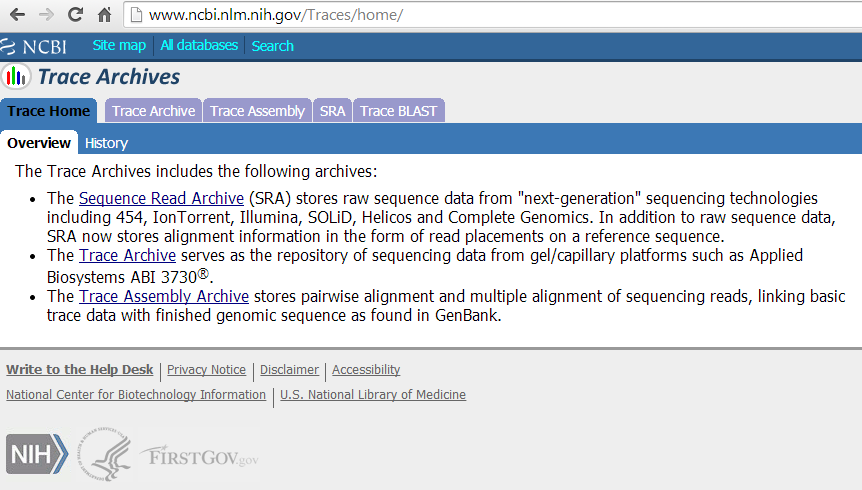 www.ncbi.nlm.nih.gov/Traces/home/
NCBI Site map All databases Search
Trace Archives
Trace Home Trace Archive Trace Assembly SRA Trace BLAST
Overview History
The Trace Archives includes the following archives:
• The Sequence Read Archive (SRA) stores raw sequence data from "next-generation" sequencing technologies
including 454, IonTorrent, Illumina, SOLiD, Helicos and Complete Genomics. In addition to raw sequence data,
SRA now stores alignment information in the form of read placements on a reference sequence.
• The Trace Archive serves as the repository of sequencing data from gel/capillary platforms such as Applied
Biosystems ABI 3730®.
• The Trace Assembly Archive stores pairwise alignment and multiple alignment of sequencing reads, linking basic
trace data with finished genomic sequence as found in GenBank.
Write to the Help Desk | Privacy Notice | Disclaimer | Accessibility
National Center for Biotechnology Information | U.S. National Library of Medicine
NIH FIRSTGOV.gov